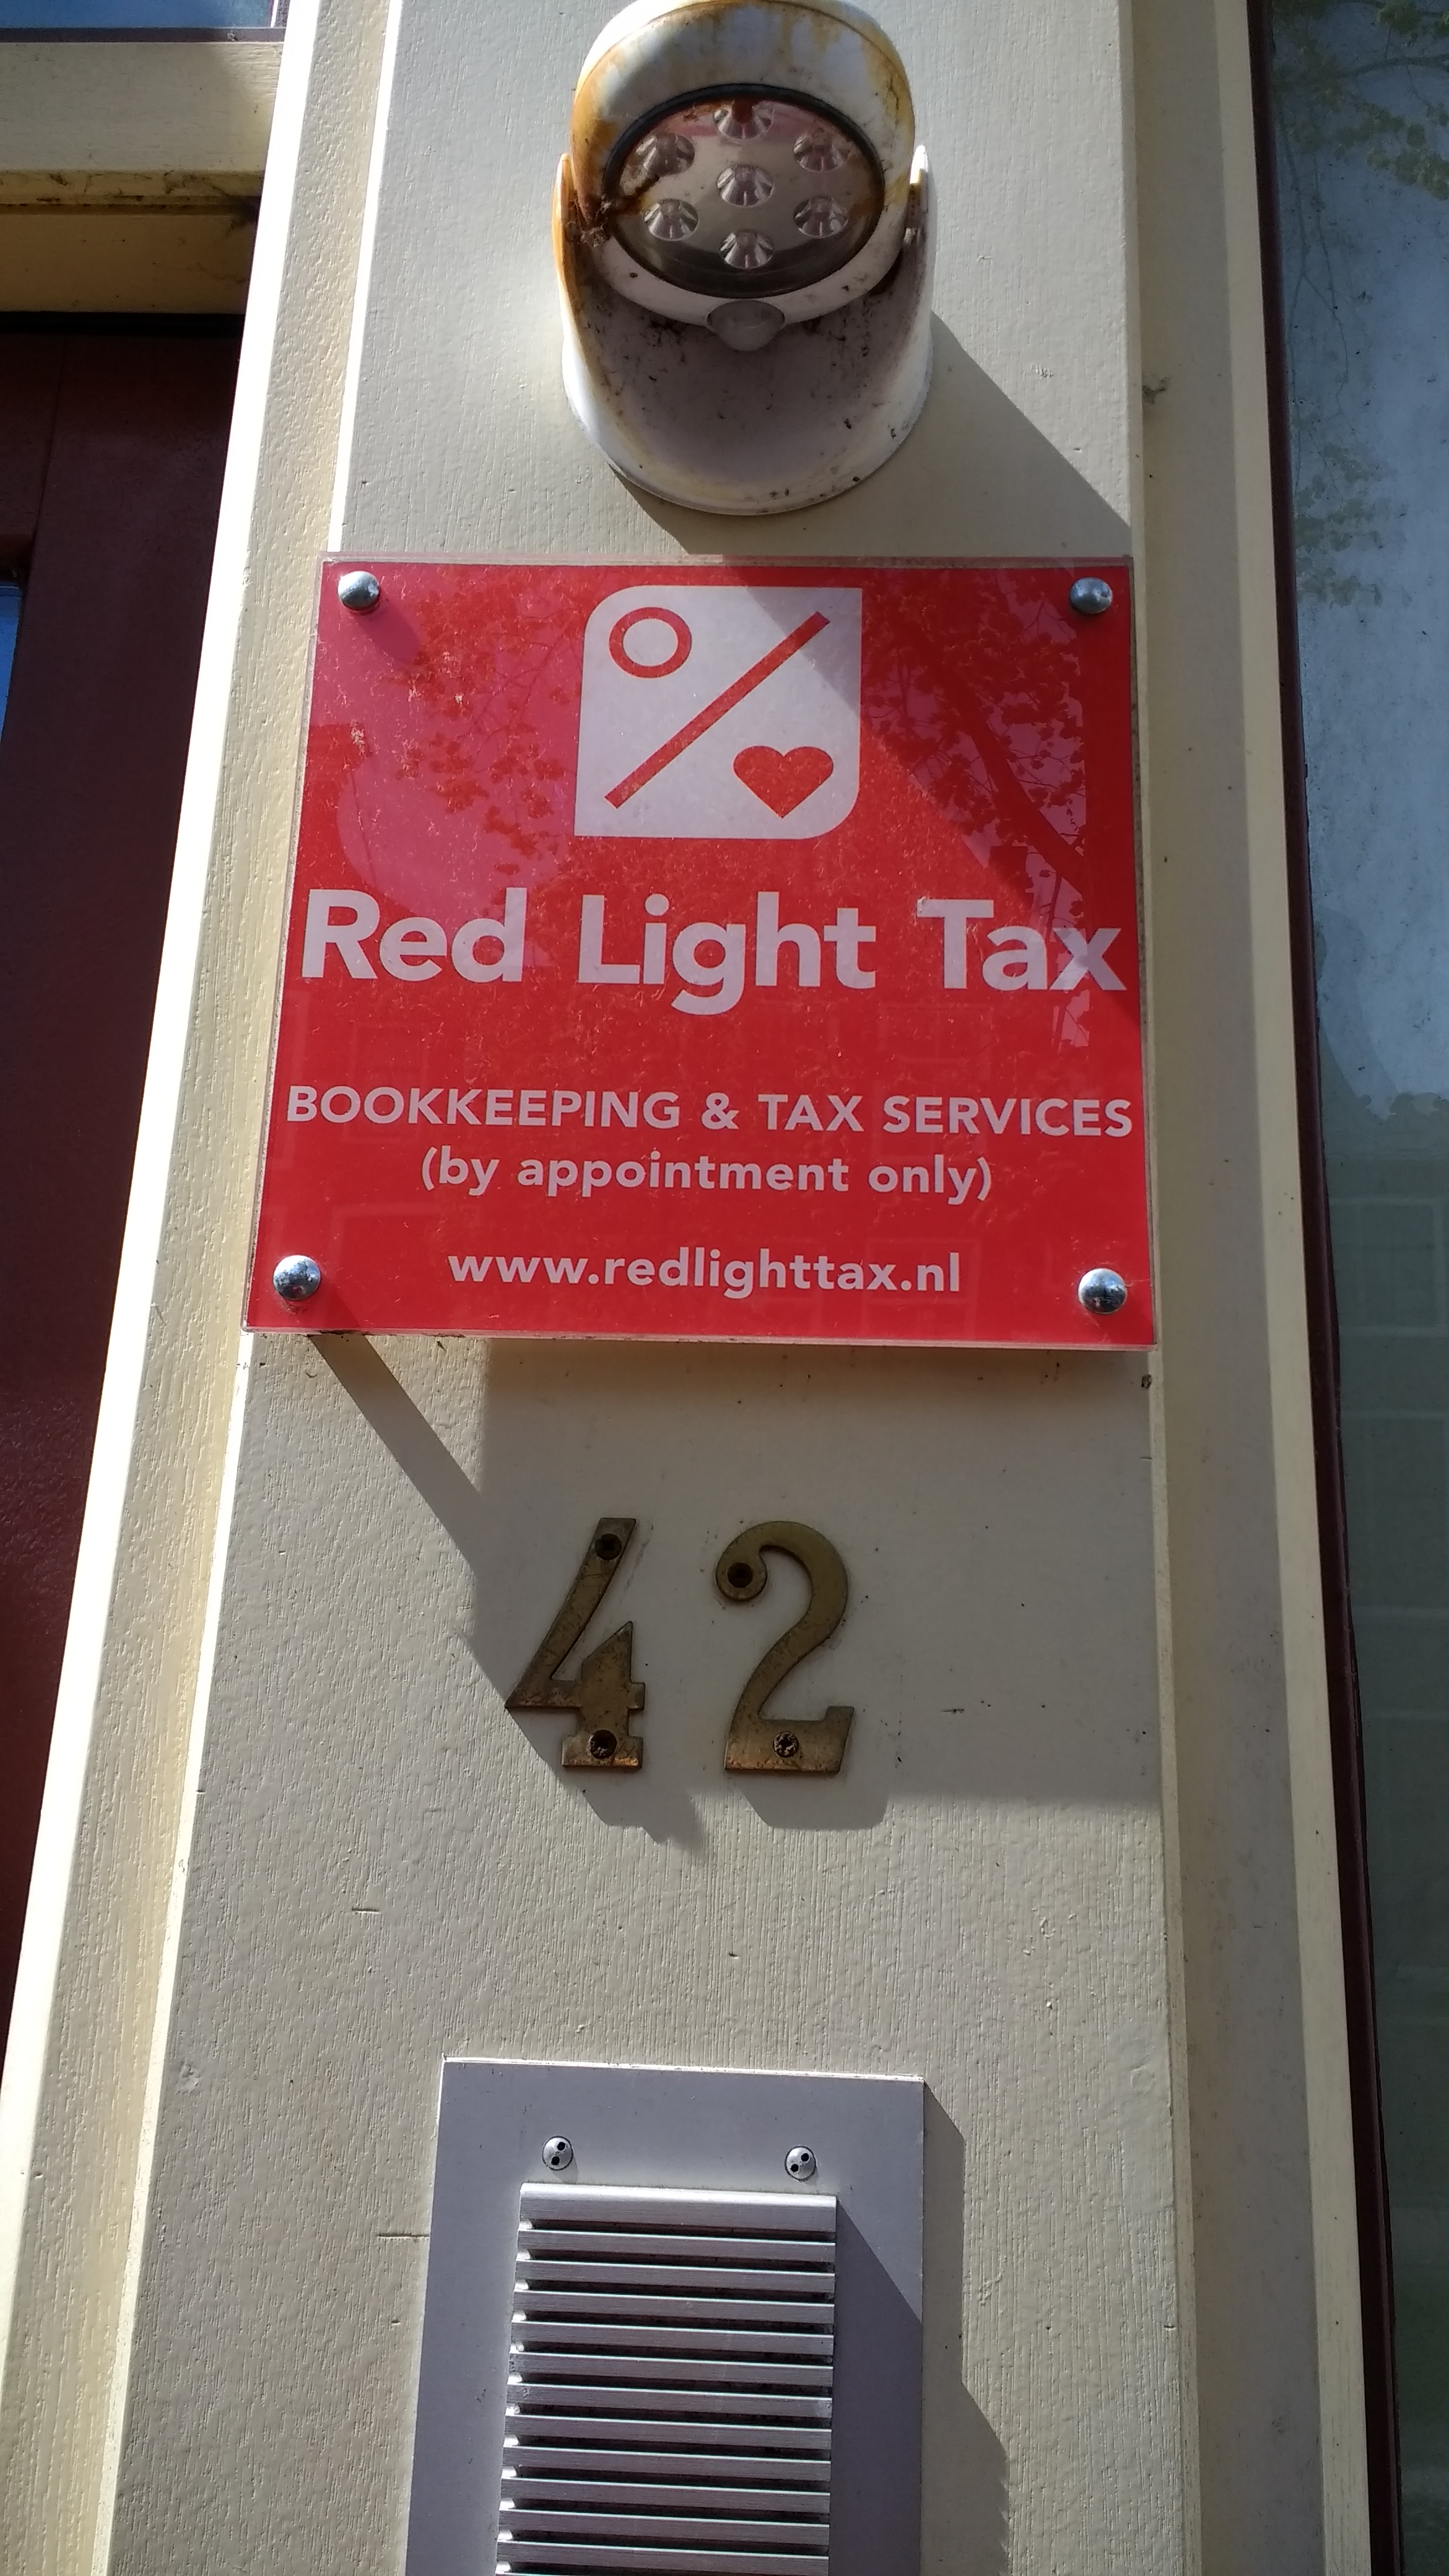 Red Light Tax
BOOKKEEPING & TAX SERVICES
(by appointment only)
www.redlighttax.nl
42